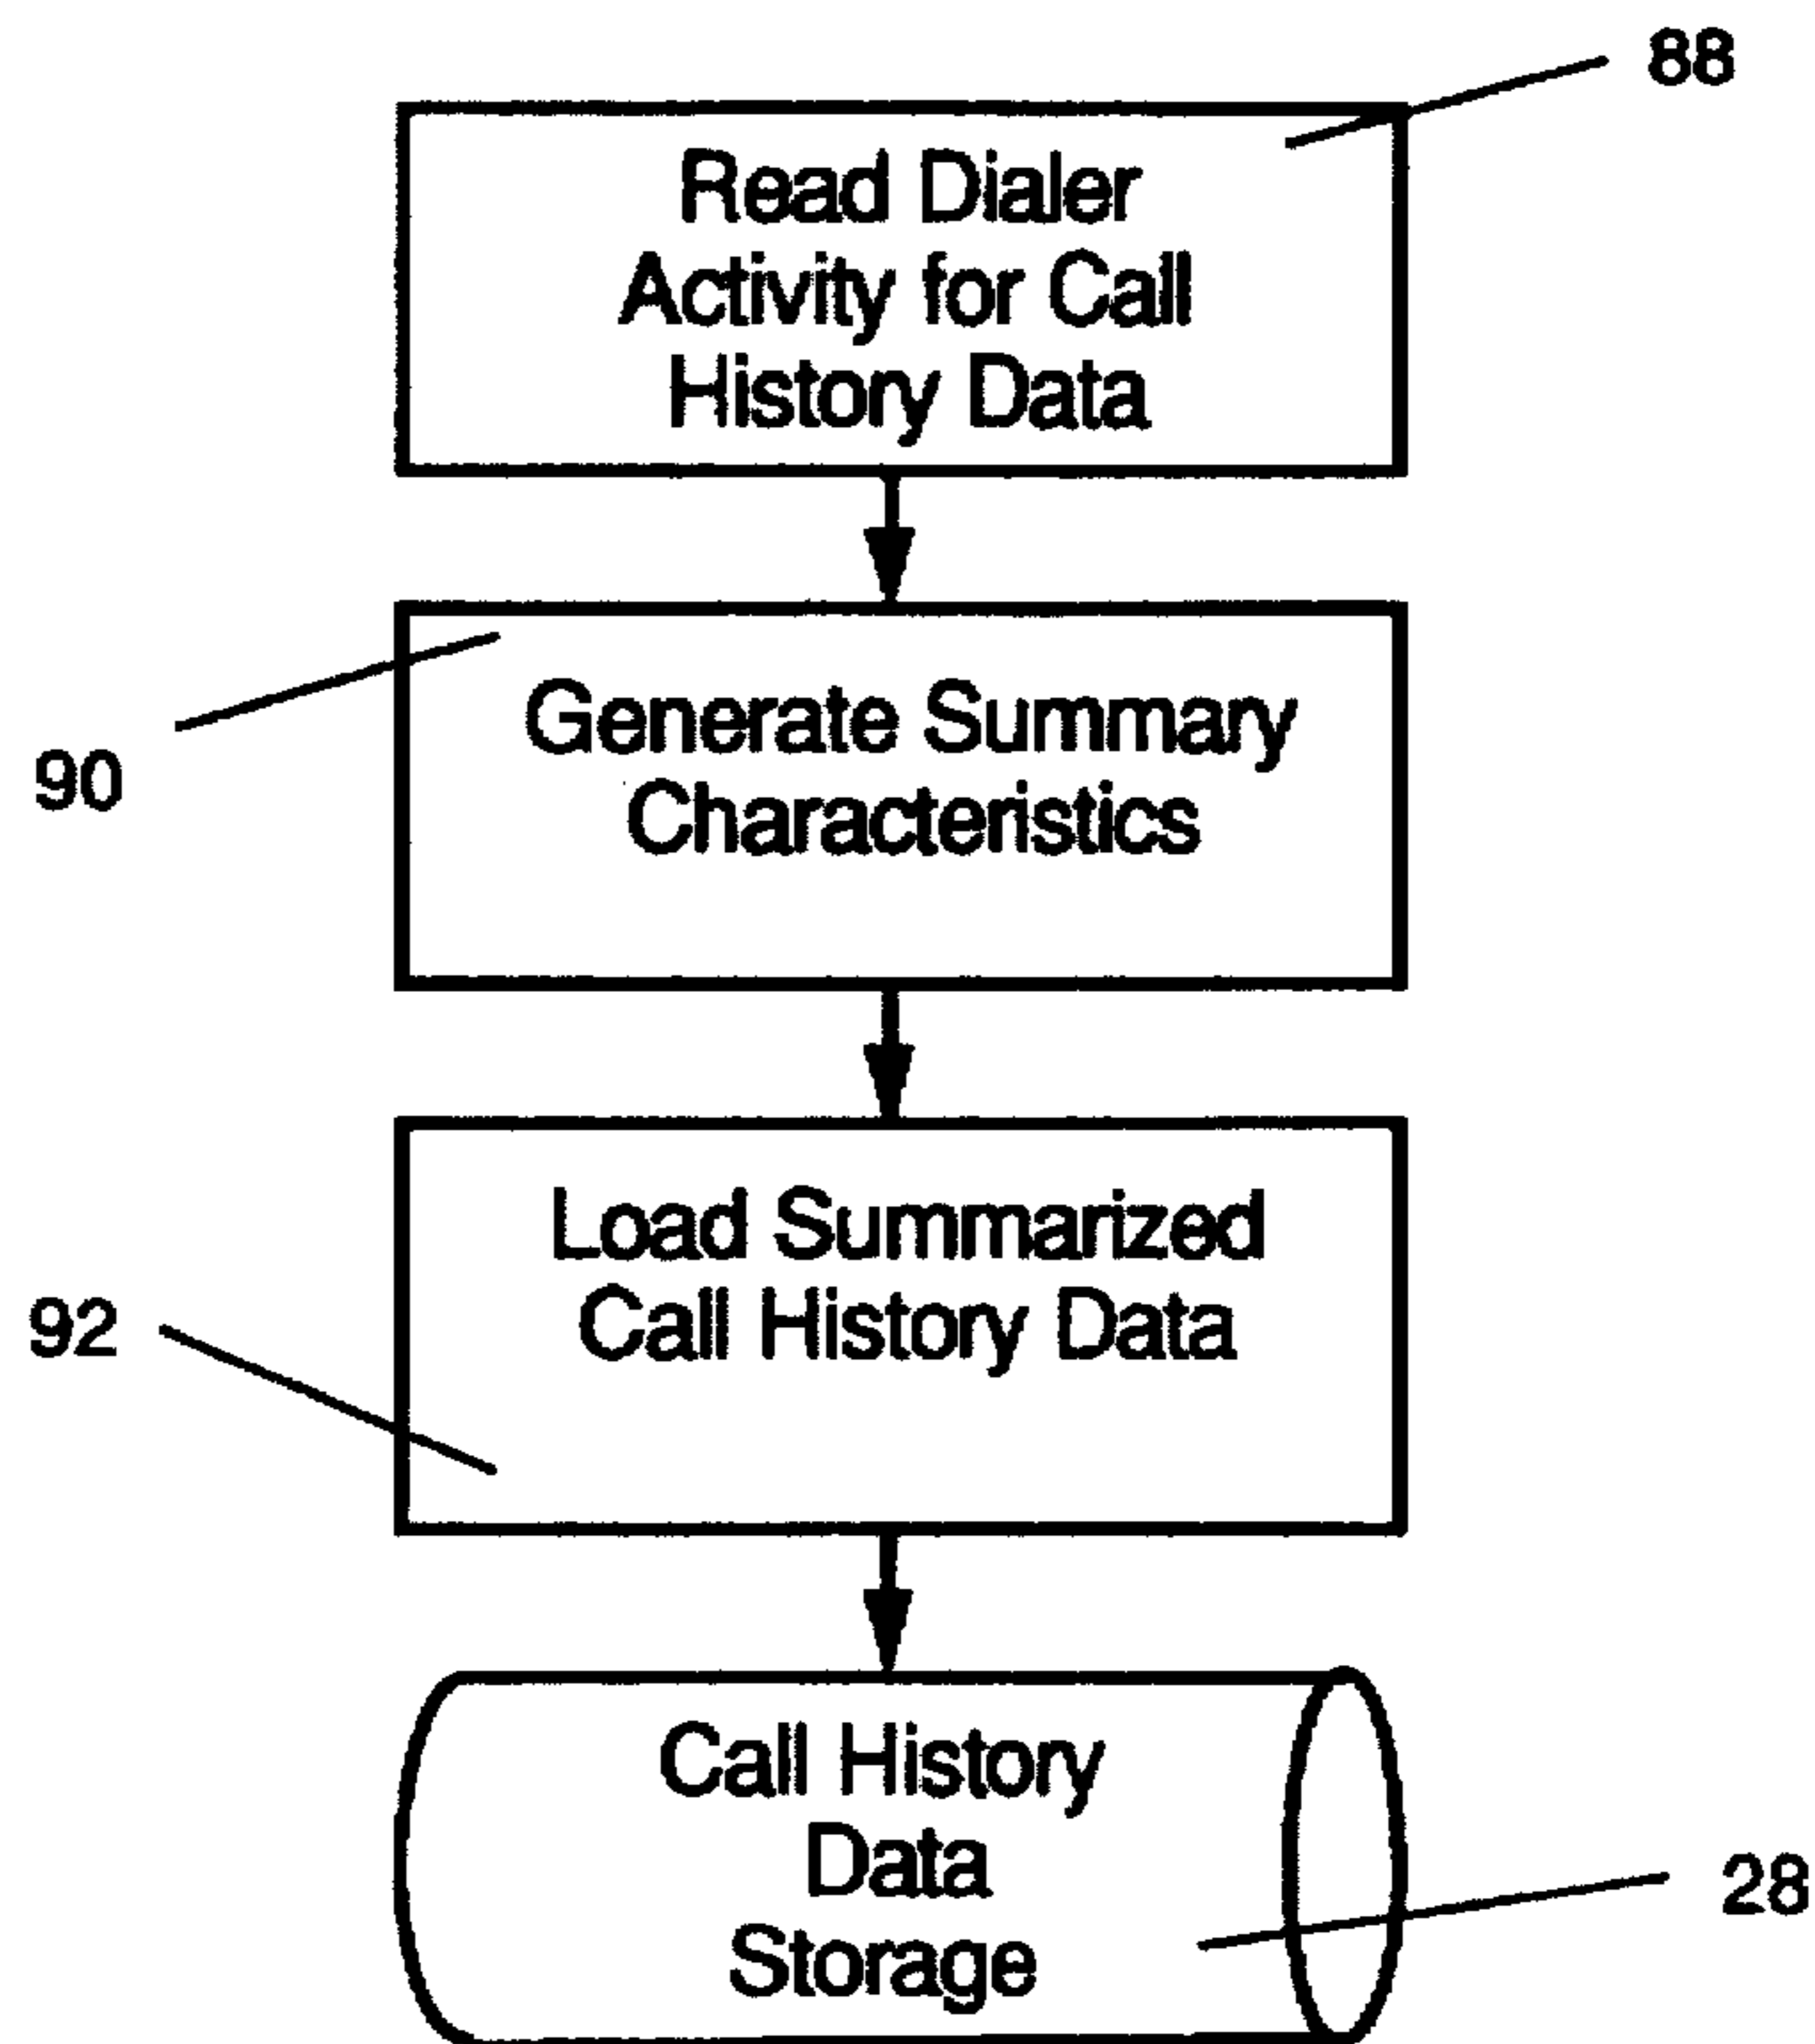 88
Read Dialer
Activity for Call
History Data
90
Generate Summary
Characteristics
Load Summarized
Call History Data
92
Call History
Data
Storage
28